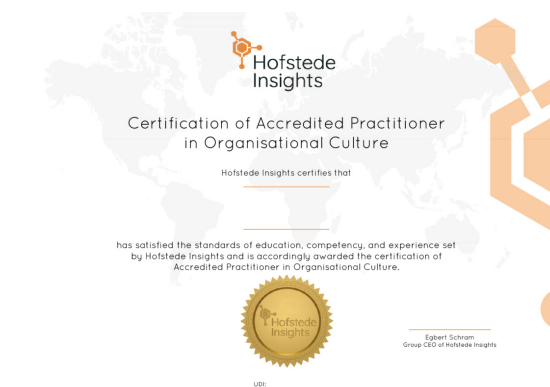 Hofstede
Insights
Certification of Accredited Practitioner
in Organisational Culture
Hofstede Insights certifies that
has satisfied the standards of education, competency, and experience set
by Hofstede Insights and is accordingly awarded the certification of
Accredited Practitioner in Organisational Culture.
Hofstede
Insights
Egbert Schram
Group CEO of Hofstede Insights
UDI: